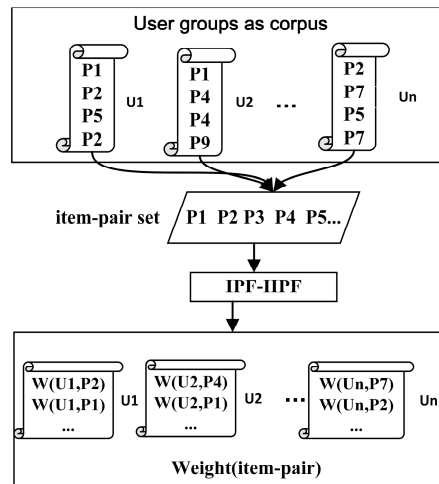 User groups as corpus
P1
P2
P5
P2
U1
P1
P4
P4
P9
U2
...
P2
P7
P5
P7
Un
item-pair set
P1 P2 P3 P4 P5...
IPF-IIPF
W(U1,P2)
W(U1,P1)
...
U1
W(U2,P4)
W(U2,P1)
...
U2
...
W(Un,P7)
W(Un,P2)
...
Un
Weight(item-pair)